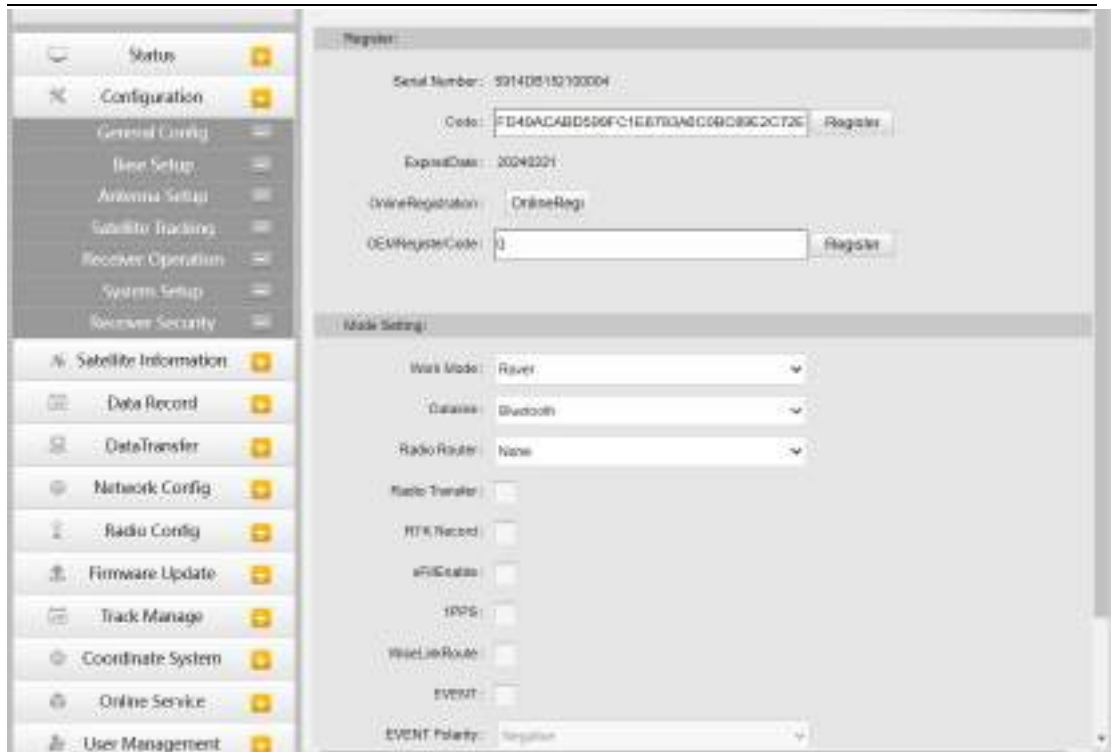 Status
Configuration
General Config
Base Setup
Antenna Setup
Satellite Tracking
Receiver Operation
System Setup
Receiver Security
Satellite Information
Data Record
DataTransfer
Network Config
Radio Config
Firmware Update
Track Manage
Coordinate System
Online Service
User Management
Register:
Serial Number:
Code: Register
ExpiredDate:
OnlineRegistration: OnlineRegi
OEMRegisterCode: 0 Register
Mode Setting:
Work Mode: Rover
Datalink: Bluetooth
Radio Router: None
Radio Transfer:
RTK Record:
1PPS:
WiseLinkRoute:
EVENT:
EVENT Polarity: Negative